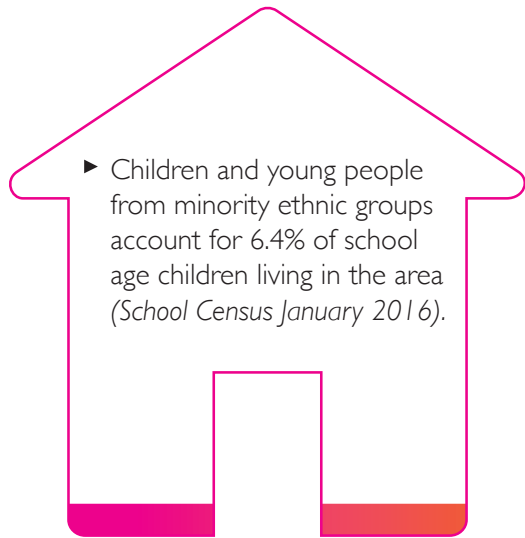 ► Children and young people
from minority ethnic groups
account for 6.4% of school
age children living in the area
(School Census January 2016).